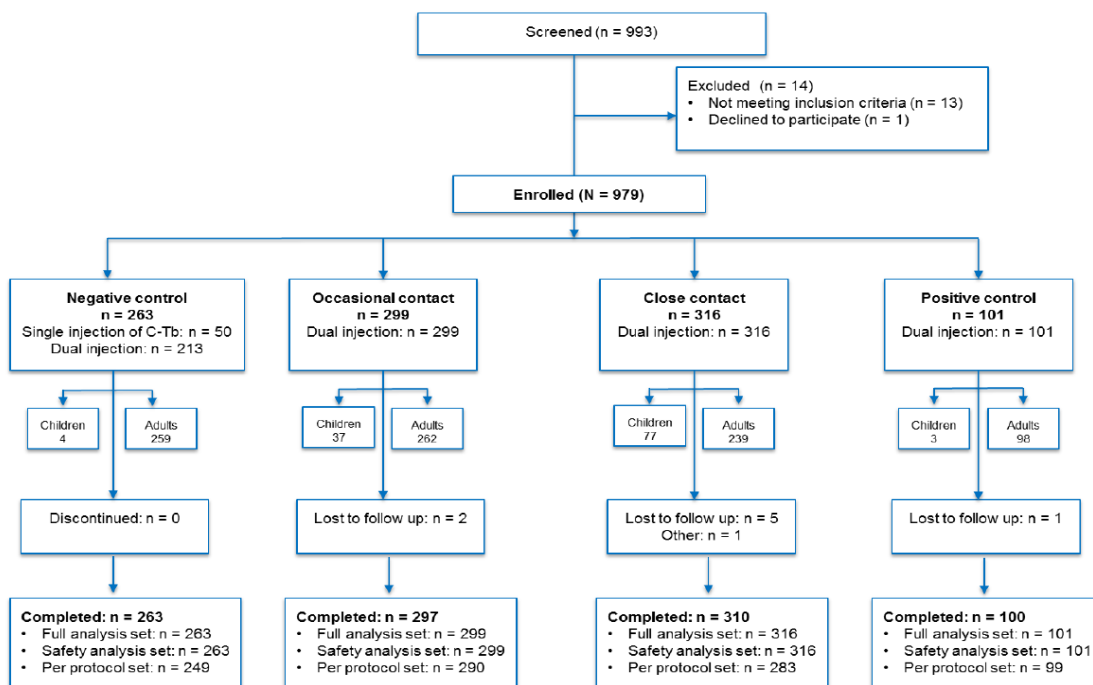 Screened (n = 993)
Excluded (n = 14)
• Not meeting inclusion criteria (n = 13)
• Declined to participate (n = 1)
Enrolled (N = 979)
Negative control
n = 263
Single injection of C-Tb: n = 50
Dual injection: n = 213
Occasional contact
n = 299
Dual injection: n = 299
Close contact
n = 316
Dual injection: n = 316
Positive control
n = 101
Dual injection: n = 101
Children
4
Adults
259
Children
37
Adults
262
Children
77
Adults
239
Children
3
Adults
98
Discontinued: n = 0
Lost to follow up: n = 2
Lost to follow up: n = 5
Other: n = 1
Lost to follow up: n = 1
Completed: n = 263
• Full analysis set: n = 263
• Safety analysis set: n = 263
• Per protocol set: n = 249
Completed: n = 297
• Full analysis set: n = 299
• Safety analysis set: n = 299
• Per protocol set: n = 290
Completed: n = 310
• Full analysis set: n = 316
• Safety analysis set: n = 316
• Per protocol set: n = 283
Completed: n = 100
• Full analysis set: n = 101
• Safety analysis set: n = 101
• Per protocol set: n = 99